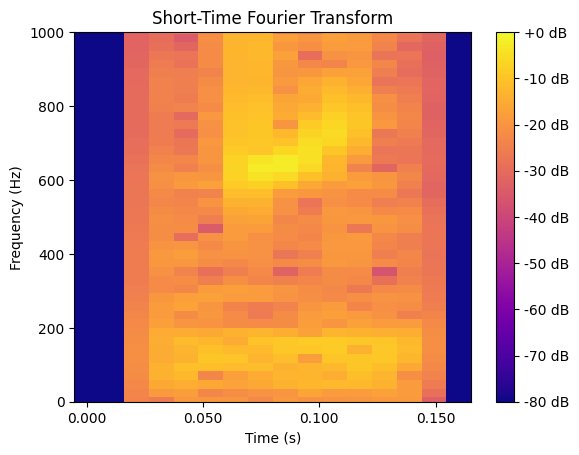 Short-Time Fourier Transform
1000
800
600
400
200
0
Frequency (Hz)
0.000
0.050
0.100
0.150
Time (s)
+0 dB
-10 dB
-20 dB
-30 dB
-40 dB
-50 dB
-60 dB
-70 dB
-80 dB